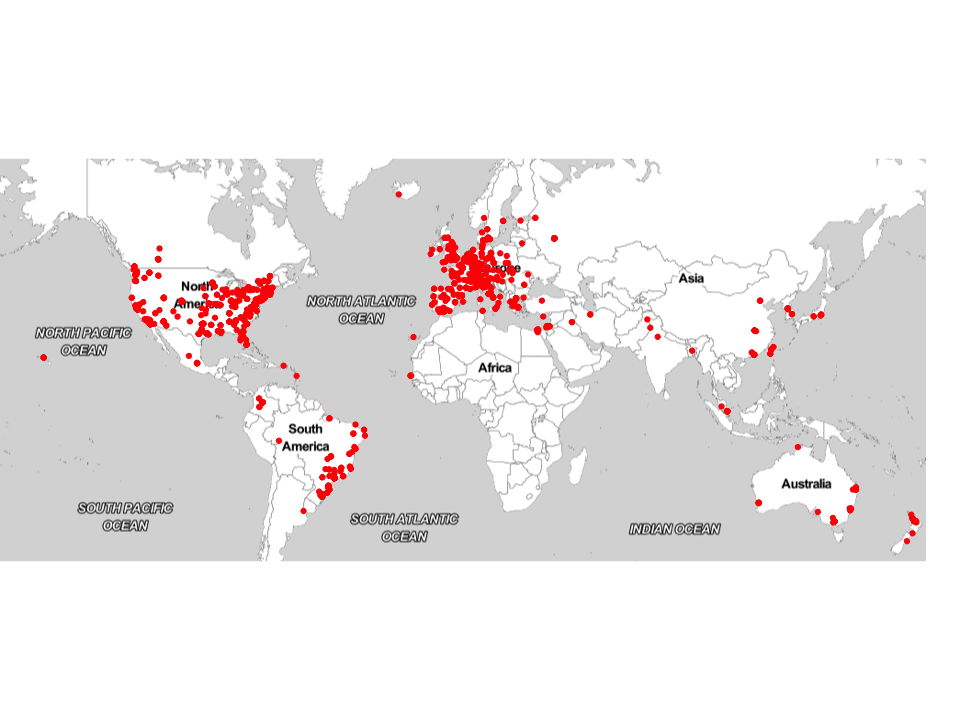 North
America
Europe
Asia
NORTH ATLANTIC
OCEAN
NORTH PACIFIC
OCEAN
Africa
South
America
Australia
SOUTH PACIFIC
OCEAN
SOUTH ATLANTIC
OCEAN
INDIAN OCEAN